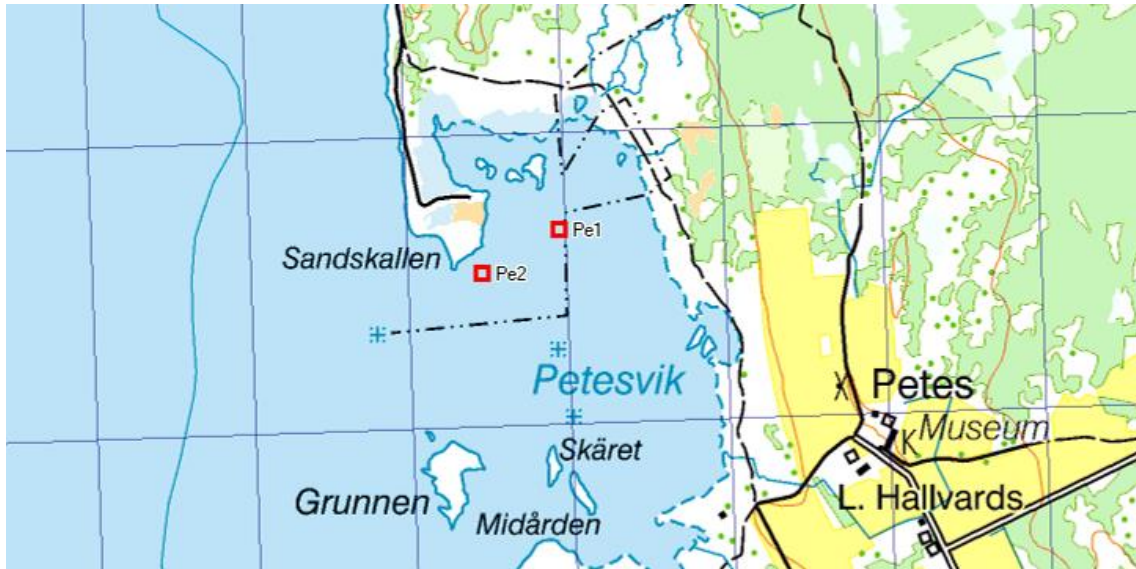 Pe1
Sandskallen
Pe2
Petesvik
Petes
K Museum
Skäret
Grunnen
L. Hallvards
Midården